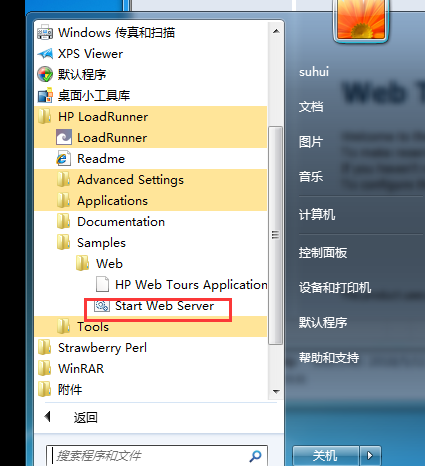 Windows 传真和扫描
XPS Viewer
默认程序
桌面小工具库
HP LoadRunner
LoadRunner
Readme
Advanced Settings
Applications
Documentation
Samples
Web
HP Web Tours Application
Start Web Server
Tools
Strawberry Perl
WinRAR
附件
返回
搜索程序和文件
suhui
文档
图片
音乐
计算机
控制面板
设备和打印机
默认程序
帮助和支持
关机
Web T